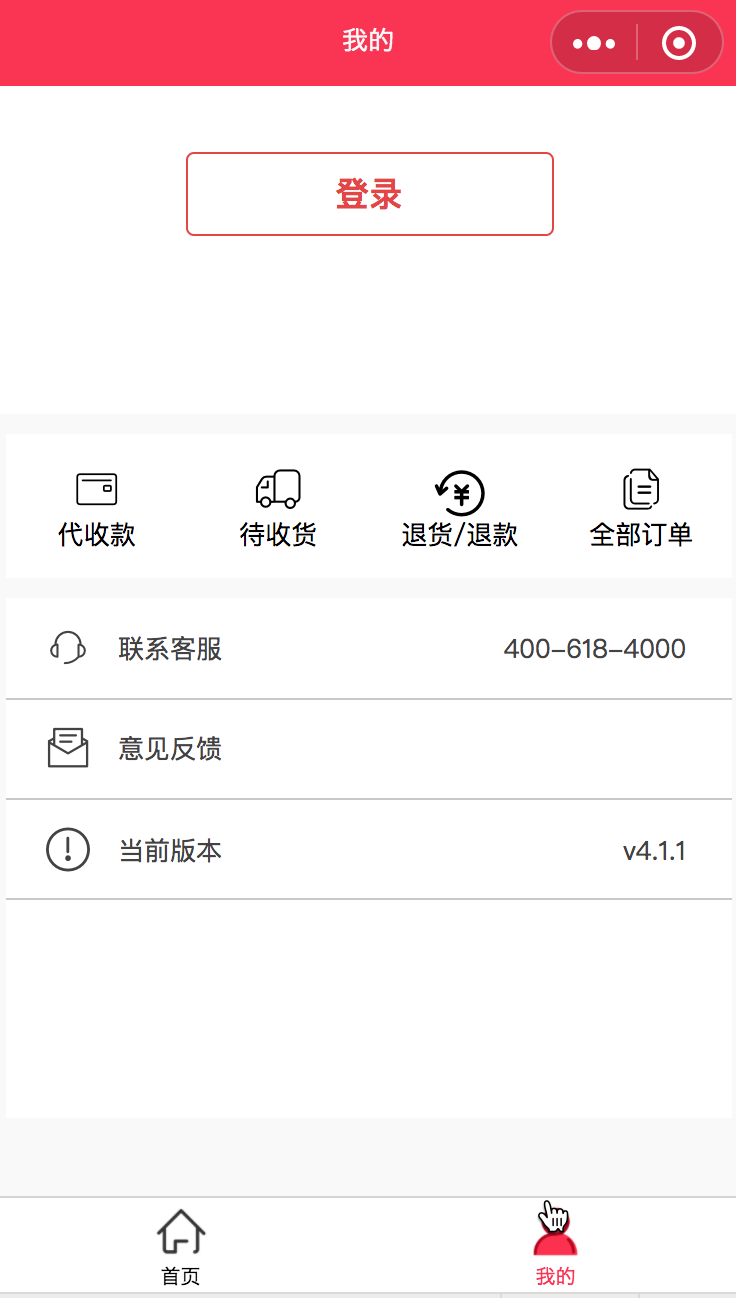 我的
登录
代收款 待收货 退货/退款 全部订单
联系客服 400-618-4000
意见反馈
当前版本 v4.1.1
首页 我的